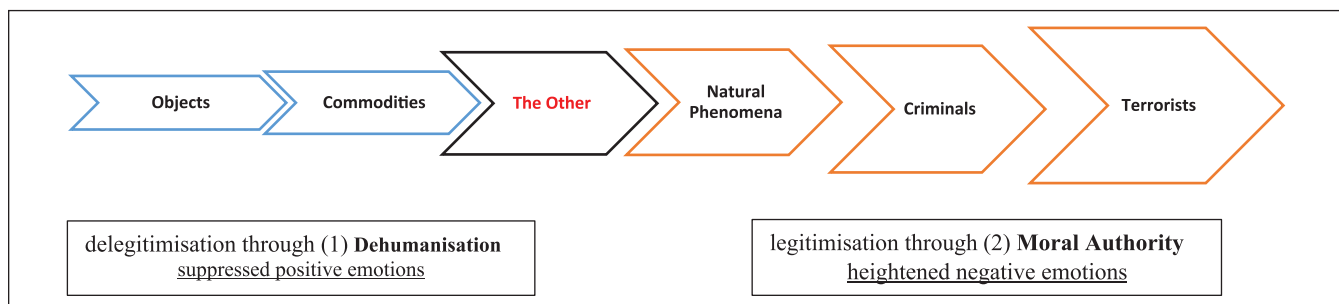 Objects
Commodities
The Other
Natural
Phenomena
Criminals
Terrorists
delegitimisation through (1) Dehumanisation
suppressed positive emotions
legitimisation through (2) Moral Authority
heightened negative emotions